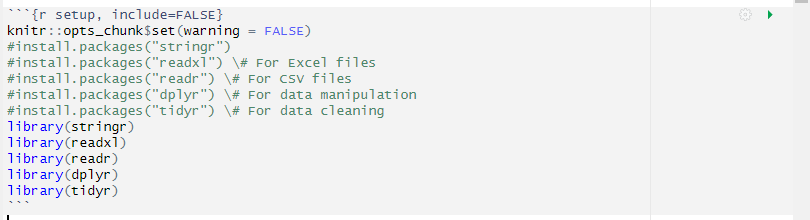 ```{r setup, include=FALSE}
knitr::opts_chunk$set(warning = FALSE)
#install.packages("stringr")
#install.packages("readxl") \# For Excel files
#install.packages("readr") \# For CSV files
#install.packages("dplyr") \# For data manipulation
#install.packages("tidyr") \# For data cleaning
library(stringr)
library(readxl)
library(readr)
library(dplyr)
library(tidyr)
```